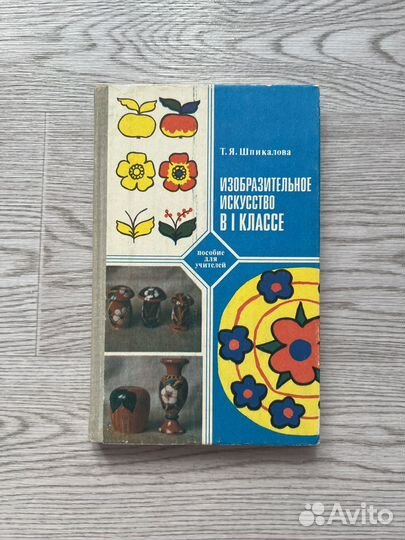 Т. Я. Шпикалова
ИЗОБРАЗИТЕЛЬНОЕ
ИСКУССТВО
В I КЛАССЕ
пособие для
учителей
Avito